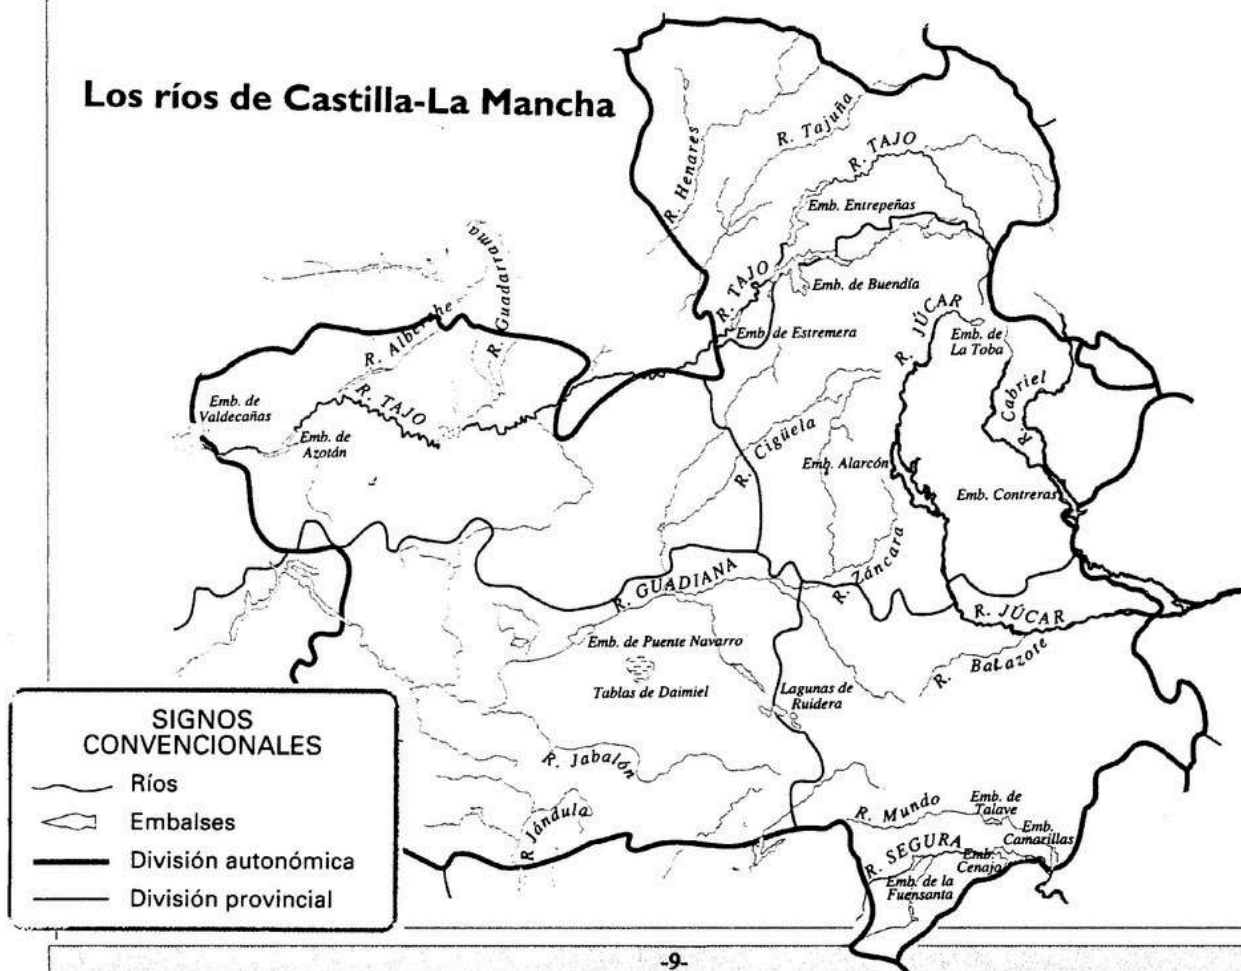 Los ríos de Castilla-La Mancha
R. Henares
R. Tajuña
R. TAJO
Emb. Entrepeñas
R. Guadarrama
R. Alberche
R. TAJO
Emb. de Buendía
Emb. de Estremera
R. JÚCAR
Emb. de
La Toba
R. Cabriel
Emb. de
Valdecañas
R. TAJO
Emb. de
Azotán
R. Cigüela
Emb. Alarcón
Emb. Contreras
R. Záncara
R. GUADIANA
R. JÚCAR
Emb. de Puente Navarro
R. BaLazote
Tablas de Daimiel
Lagunas de
Ruidera
R. Jabalón
R. Jándula
R. Mundo
Emb. de
Talave
Emb.
Camarillas
R. SEGURA
Emb.
Cenajo
Emb. de la
Fuensanta
SIGNOS
CONVENCIONALES
Ríos
Embalses
División autonómica
División provincial
-9-